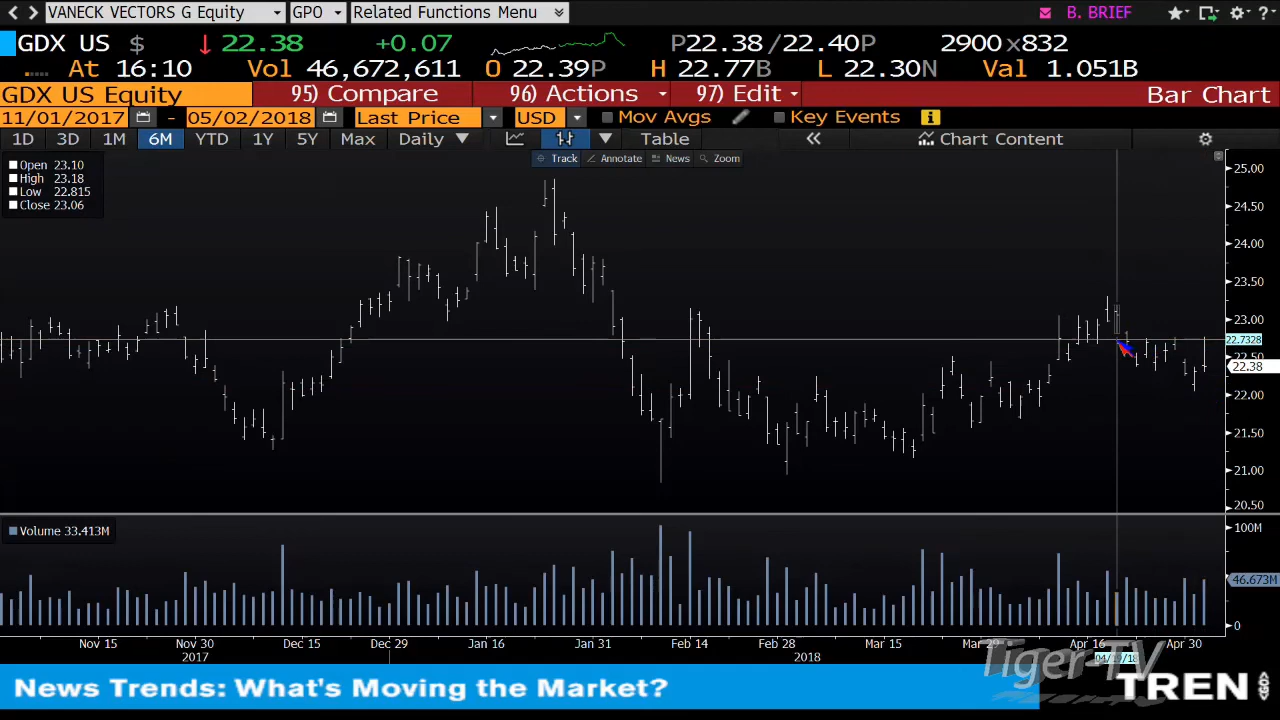 VANECK VECTORS G Equity GPO Related Functions Menu B. BRIEF ?
GDX US $ ↓ 22.38 +0.07 P22.38 /22.40P 2900 x832
At 16:10 Vol 46,672,611 O 22.39P H 22.77B L 22.30N Val 1.051B
GDX US Equity 95) Compare 96) Actions 97) Edit Bar Chart
11/01/2017 - 05/02/2018 Last Price USD Mov Avgs Key Events i
1D 3D 1M 6M YTD 1Y 5Y Max Daily ▼ Table « Chart Content
Track Annotate News Zoom
Open 23.10
High 23.18
Low 22.815
Close 23.06
25.00
24.50
24.00
23.50
23.00
22.7328
22.50
22.38
22.00
21.50
21.00
20.50
Volume 33.413M
100M
46.673M
0
Nov 15 Nov 30 Dec 15 Dec 29 Jan 16 Jan 31 Feb 14 Feb 28 Mar 15 Mar 29 Apr 16 Apr 30
2017 2018 04/19/18
Tiger-TV
News Trends: What's Moving the Market? TREN